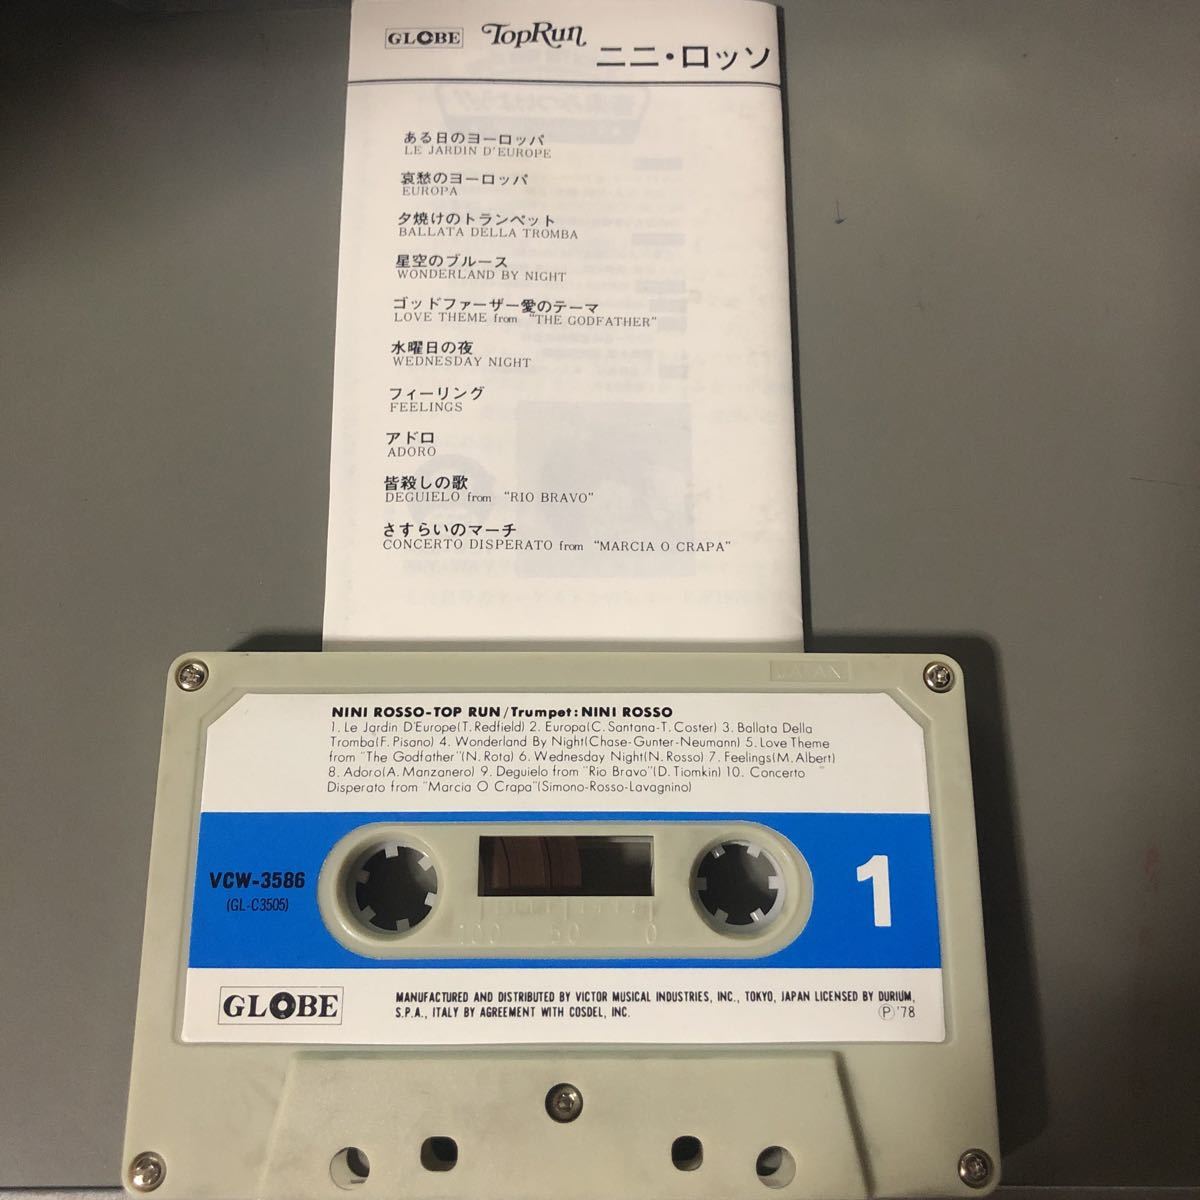 GLOBE TopRun ニニ・ロッソ
ある日のヨーロッパ
LE JARDIN D'EUROPE
哀愁のヨーロッパ
EUROPA
夕焼けのトランペット
BALLATA DELLA TROMBA
星空のブルース
WONDERLAND BY NIGHT
ゴッドファーザー愛のテーマ
LOVE THEME from "THE GODFATHER"
水曜日の夜
WEDNESDAY NIGHT
フィーリング
FEELINGS
アドロ
ADORO
皆殺しの歌
DEGUIELO from "RIO BRAVO"
さすらいのマーチ
CONCERTO DISPERATO from "MARCIA O CRAPA"
JAPAN
NINI ROSSO-TOP RUN/Trumpet: NINI ROSSO
1. Le Jardin D'Europe(T. Redfield) 2. Europa(C. Santana-T. Coster) 3. Ballata Della
Tromba(F. Pisano) 4. Wonderland By Night(Chase-Gunter-Neumann) 5. Love Theme
from "The Godfather"(N. Rota) 6. Wednesday Night(N. Rosso) 7. Feelings(M. Albert)
8. Adoro(A. Manzanero) 9. Deguielo from "Rio Bravo"(D. Tiomkin) 10. Concerto
Disperato from "Marcia O Crapa"(Simono-Rosso-Lavagnino)
VCW-3586
(GL-C3505)
1
100 50 0
GLOBE
MANUFACTURED AND DISTRIBUTED BY VICTOR MUSICAL INDUSTRIES, INC., TOKYO, JAPAN LICENSED BY DURIUM,
S.P.A., ITALY BY AGREEMENT WITH COSDEL, INC. Ⓟ'78